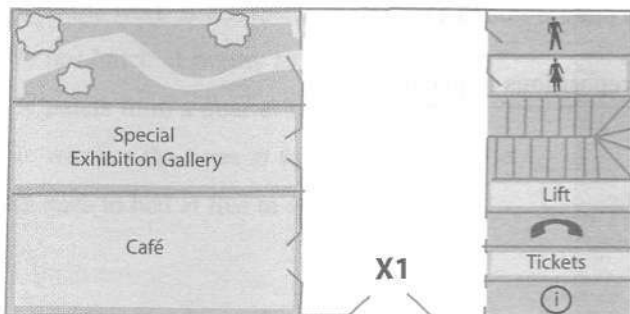 Special
Exhibition Gallery
Café
Lift
Tickets
i
X1